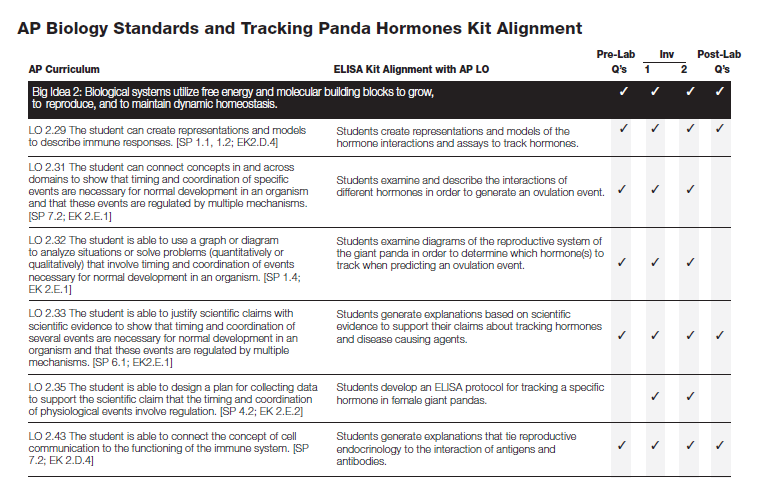 AP Biology Standards and Tracking Panda Hormones Kit Alignment
Pre-Lab Inv Post-Lab
AP Curriculum ELISA Kit Alignment with AP LO Q's 1 2 Q's
Big Idea 2: Biological systems utilize free energy and molecular building blocks to grow,
to reproduce, and to maintain dynamic homeostasis. ✓ ✓ ✓ ✓
LO 2.29 The student can create representations and models
to describe immune responses. [SP 1.1, 1.2; EK2.D.4]
Students create representations and models of the
hormone interactions and assays to track hormones.
✓ ✓ ✓ ✓
LO 2.31 The student can connect concepts in and across
domains to show that timing and coordination of specific
events are necessary for normal development in an organism
and that these events are regulated by multiple mechanisms.
[SP 7.2; EK 2.E.1]
Students examine and describe the interactions of
different hormones in order to generate an ovulation event.
✓ ✓ ✓
LO 2.32 The student is able to use a graph or diagram
to analyze situations or solve problems (quantitatively or
qualitatively) that involve timing and coordination of events
necessary for normal development in an organism. [SP 1.4;
EK 2.E.1]
Students examine diagrams of the reproductive system of
the giant panda in order to determine which hormone(s) to
track when predicting an ovulation event.
✓ ✓ ✓
LO 2.33 The student is able to justify scientific claims with
scientific evidence to show that timing and coordination of
several events are necessary for normal development in an
organism and that these events are regulated by multiple
mechanisms. [SP 6.1; EK2.E.1]
Students generate explanations based on scientific
evidence to support their claims about tracking hormones
and disease causing agents.
✓ ✓ ✓ ✓
LO 2.35 The student is able to design a plan for collecting data
to support the scientific claim that the timing and coordination
of physiological events involve regulation. [SP 4.2; EK 2.E.2]
Students develop an ELISA protocol for tracking a specific
hormone in female giant pandas.
✓ ✓
LO 2.43 The student is able to connect the concept of cell
communication to the functioning of the immune system. [SP
7.2; EK 2.D.4]
Students generate explanations that tie reproductive
endocrinology to the interaction of antigens and
antibodies.
✓ ✓ ✓ ✓